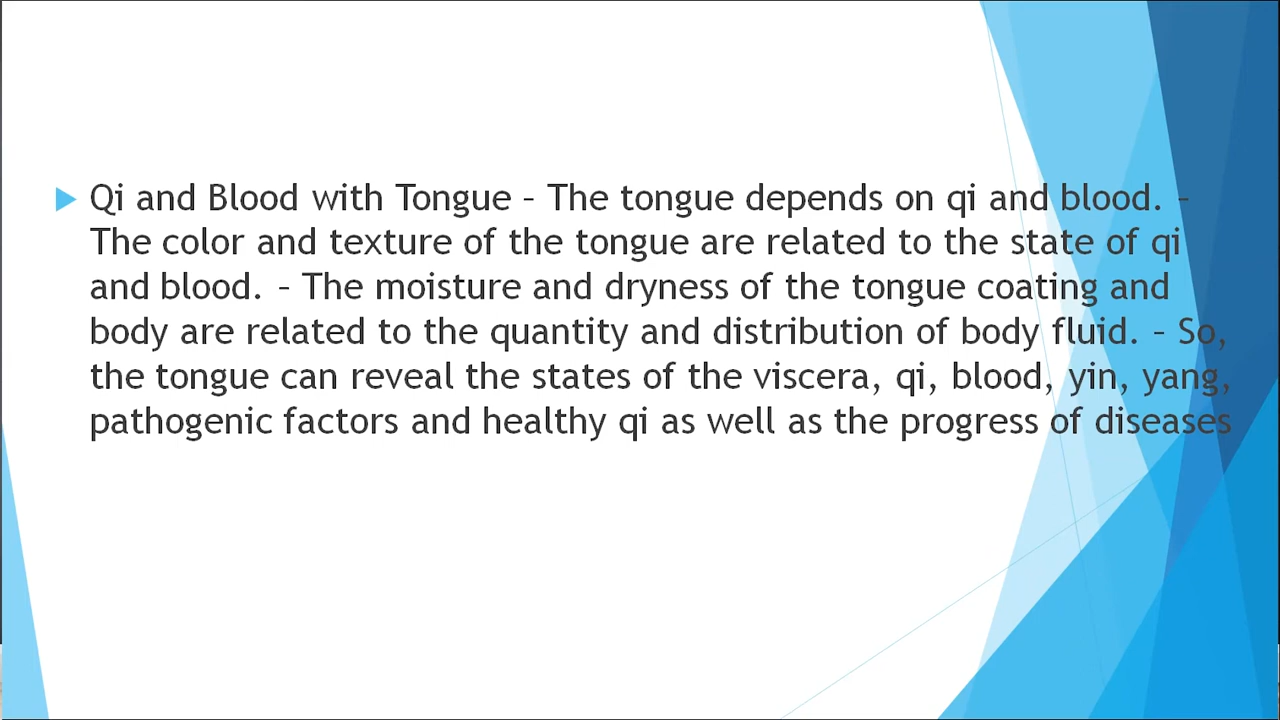 Qi and Blood with Tongue – The tongue depends on qi and blood. –
The color and texture of the tongue are related to the state of qi
and blood. – The moisture and dryness of the tongue coating and
body are related to the quantity and distribution of body fluid. – So,
the tongue can reveal the states of the viscera, qi, blood, yin, yang,
pathogenic factors and healthy qi as well as the progress of diseases